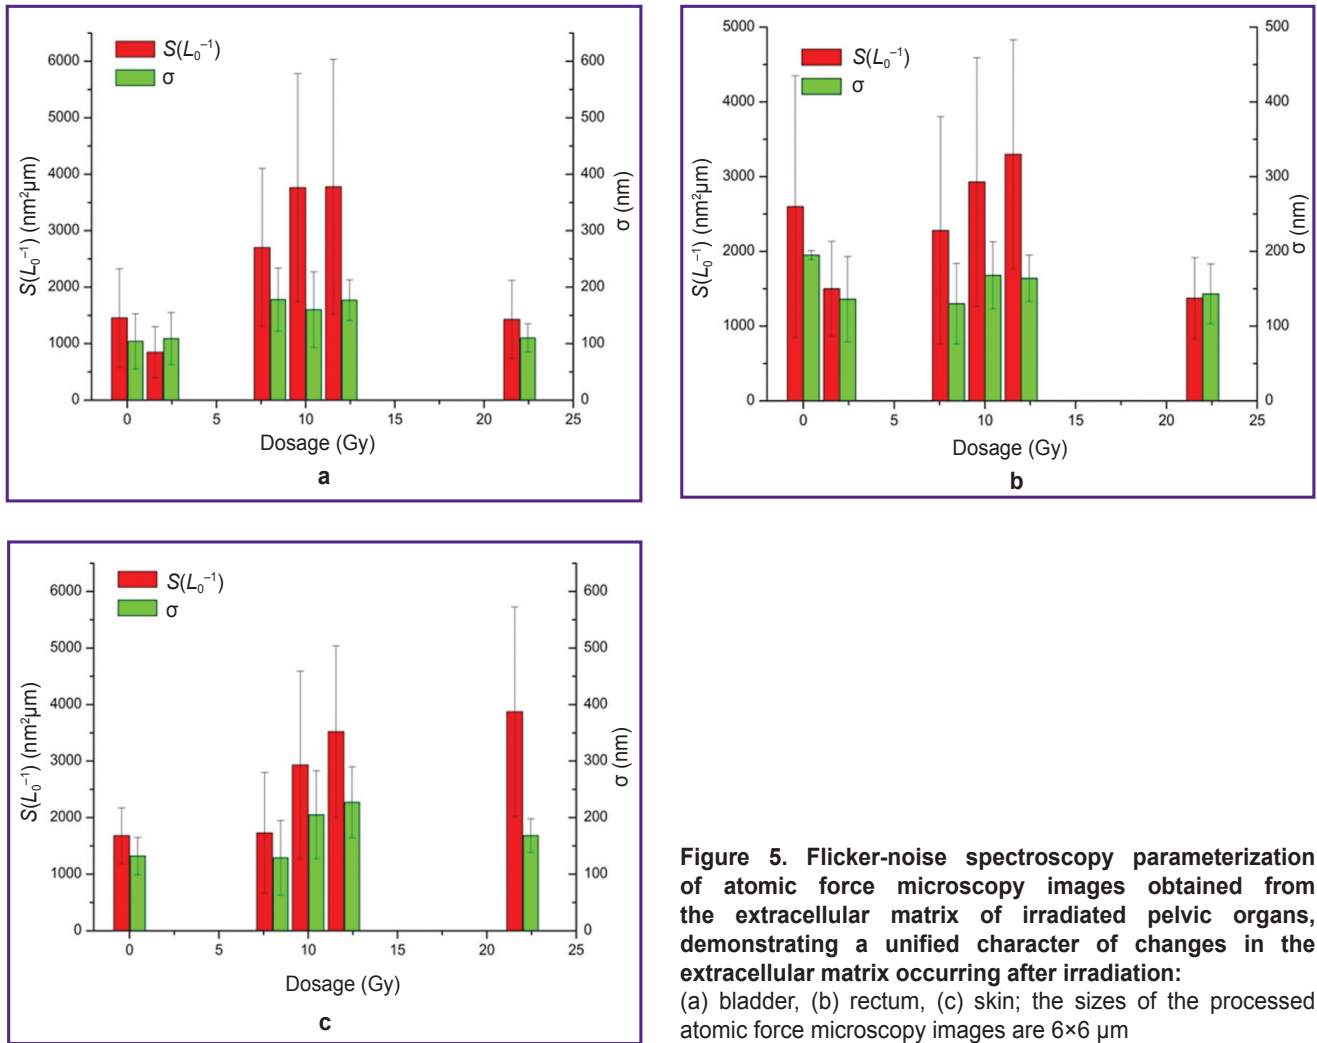 S(L₀⁻¹)
σ
6000
5000
4000
3000
2000
1000
0
S(L₀⁻¹) (nm²µm)
600
500
400
300
200
100
0
σ (nm)
0 5 10 15 20 25
Dosage (Gy)
a
S(L₀⁻¹)
σ
5000
4000
3000
2000
1000
0
S(L₀⁻¹) (nm²µm)
500
400
300
200
100
0
σ (nm)
0 5 10 15 20 25
Dosage (Gy)
b
S(L₀⁻¹)
σ
6000
5000
4000
3000
2000
1000
0
S(L₀⁻¹) (nm²µm)
600
500
400
300
200
100
0
σ (nm)
0 5 10 15 20 25
Dosage (Gy)
c
Figure 5. Flicker-noise spectroscopy parameterization
of atomic force microscopy images obtained from
the extracellular matrix of irradiated pelvic organs,
demonstrating a unified character of changes in the
extracellular matrix occurring after irradiation:
(a) bladder, (b) rectum, (c) skin; the sizes of the processed
atomic force microscopy images are 6×6 µm